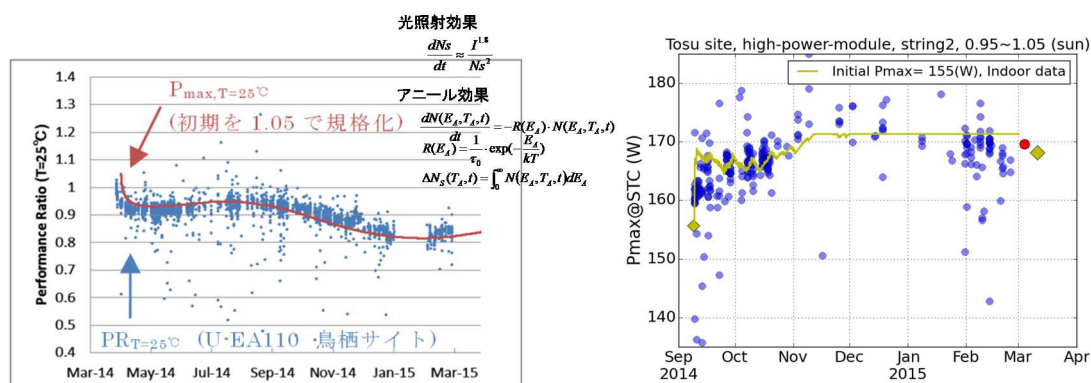 光照射効果
dNs/dt ≈ I^1.8/Ns^2
アニール効果
dN(E_A,T_A,t)/dt = -R(E_A)·N(E_A,T_A,t)
R(E_A) = 1/τ_0 · exp(-E_A/kT)
ΔN_S(T_A,t) = ∫_0^∞ N(E_A,T_A,t)dE_A
Performance Ratio (T=25℃)
1.4
1.3
1.2
1.1
1
0.9
0.8
0.7
0.6
0.5
0.4
Pmax,T=25℃
(初期を 1.05 で規格化)
PR_T=25℃ (U-EA110 鳥栖サイト)
Mar-14 May-14 Jul-14 Sep-14 Nov-14 Jan-15 Mar-15
Tosu site, high-power-module, string2, 0.95~1.05 (sun)
Initial Pmax= 155(W), Indoor data
Pmax@STC (W)
185
180
170
160
150
140
135
Sep Oct Nov Dec Jan Feb Mar Apr
2014 2015